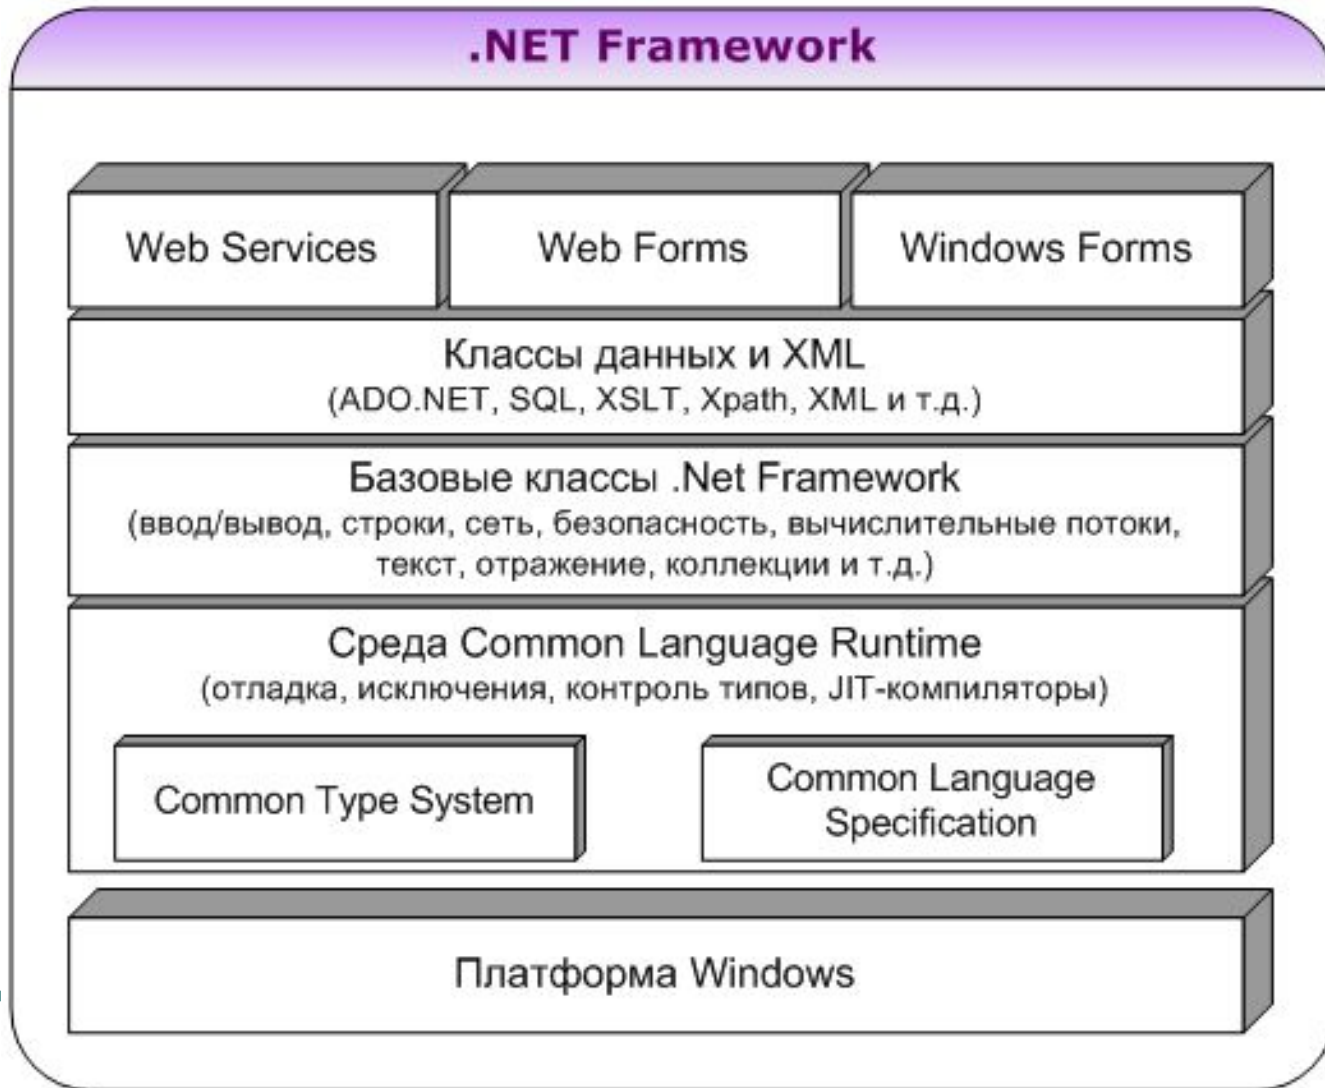 .NET Framework
Web Services
Web Forms
Windows Forms
Классы данных и XML
(ADO.NET, SQL, XSLT, Xpath, XML и т.д.)
Базовые классы .Net Framework
(ввод/вывод, строки, сеть, безопасность, вычислительные потоки,
текст, отражение, коллекции и т.д.)
Среда Common Language Runtime
(отладка, исключения, контроль типов, JIT-компиляторы)
Common Type System
Common Language
Specification
Платформа Windows